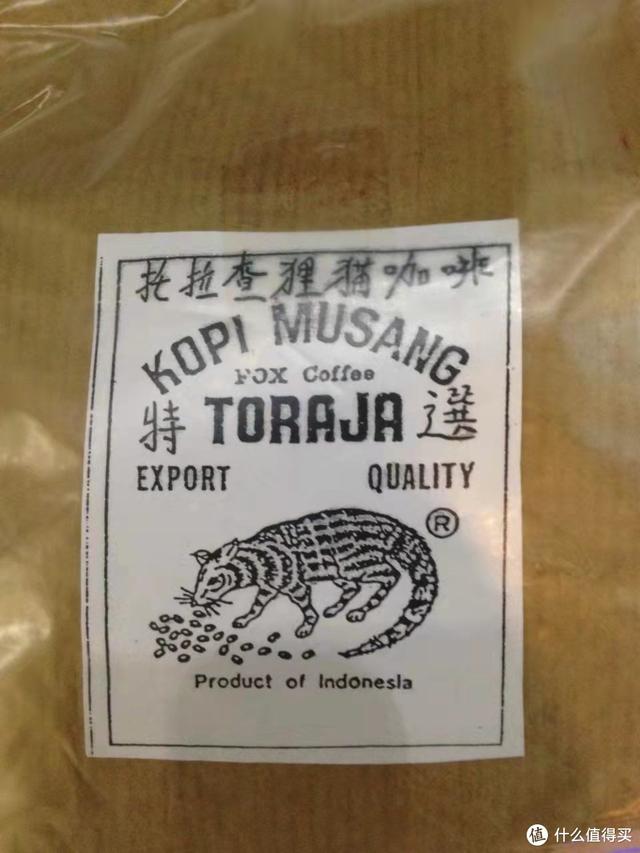 托拉查狸猫咖啡
KOPI MUSANG
FOX Coffee
特 TORAJA 選
EXPORT QUALITY
®
Product of Indonesia
值 什么值得买